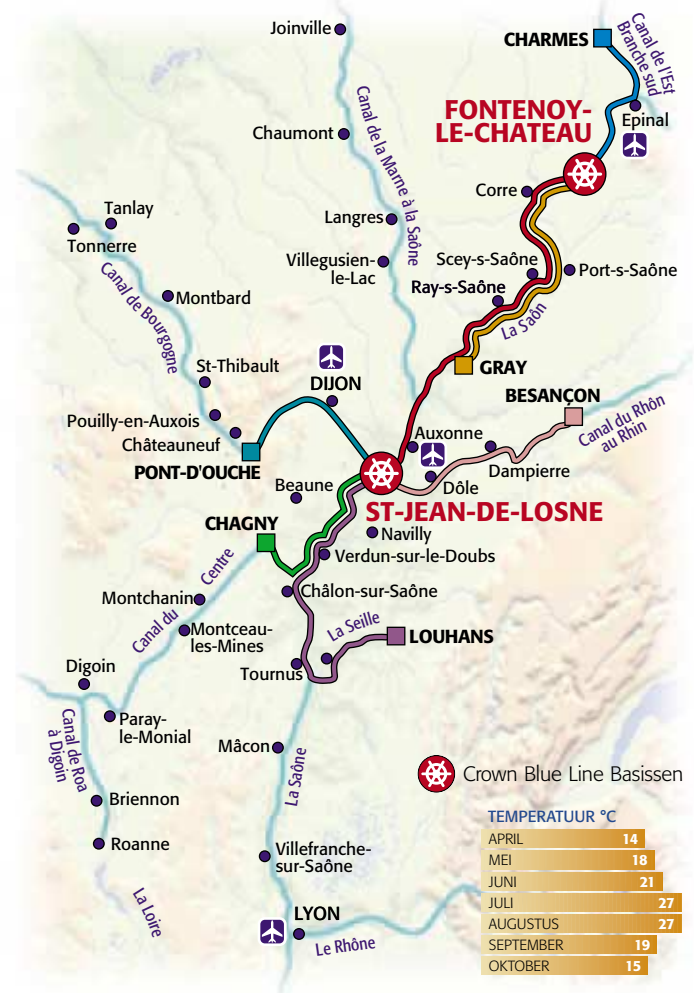 Joinville
CHARMES
Canal de l'Est
Branche sud
FONTENOY-
LE-CHATEAU
Epinal
Chaumont
Canal de la Marne à la Saône
Corre
Tanlay
Tonnerre
Langres
Villegusien-
le-Lac
Scey-s-Saône
Port-s-Saône
Ray-s-Saône
La Saôn
Canal de Bourgogne
Montbard
St-Thibault
DIJON
GRAY
BESANÇON
Canal du Rhôn
au Rhin
Pouilly-en-Auxois
Châteauneuf
PONT-D'OUCHE
Auxonne
Dampierre
Dôle
Beaune
ST-JEAN-DE-LOSNE
CHAGNY
Navilly
Verdun-sur-le-Doubs
Canal du Centre
Montchanin
Châlon-sur-Saône
Montceau-
les-Mines
La Seille
LOUHANS
Tournus
Digoin
Canal de Roa
à Digoin
Paray-
le-Monial
Mâcon
La Saône
Crown Blue Line Basissen
Briennon
Roanne
La Loire
Villefranche-
sur-Saône
LYON
Le Rhône
TEMPERATUUR °C
APRIL 14
MEI 18
JUNI 21
JULI 27
AUGUSTUS 27
SEPTEMBER 19
OKTOBER 15